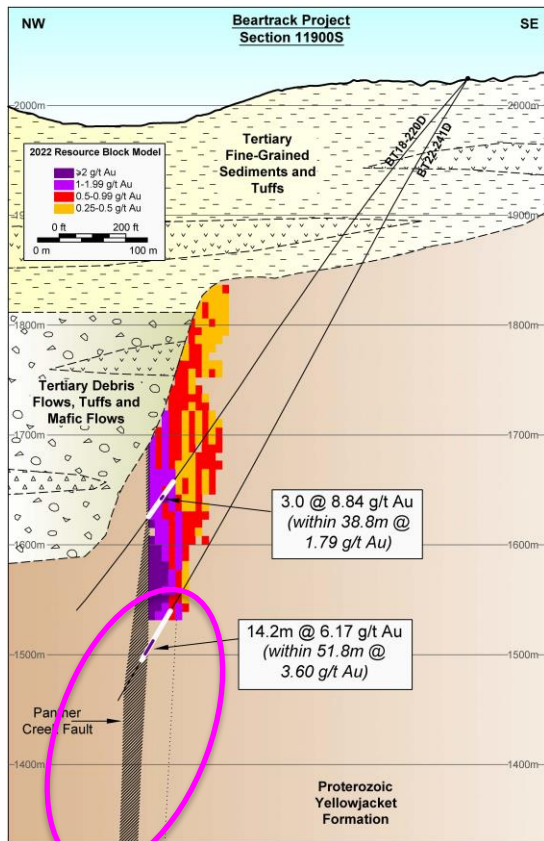 NW
Beartrack Project
Section 11900S
SE
2000m
2000m
BT18-220D
BT22-241D
Tertiary
Fine-Grained
Sediments and
Tuffs
2022 Resource Block Model
≥2 g/t Au
1-1.99 g/t Au
0.5-0.99 g/t Au
0.25-0.5 g/t Au
0 ft 200 ft
0 m 100 m
1900m
1800m
1800m
Tertiary Debris
Flows, Tuffs and
Mafic Flows
1700m
1700m
3.0 @ 8.84 g/t Au
(within 38.8m @
1.79 g/t Au)
1600m
1600m
14.2m @ 6.17 g/t Au
(within 51.8m @
3.60 g/t Au)
1500m
1500m
Panther
Creek Fault
1400m
1400m
Proterozoic
Yellowjacket
Formation